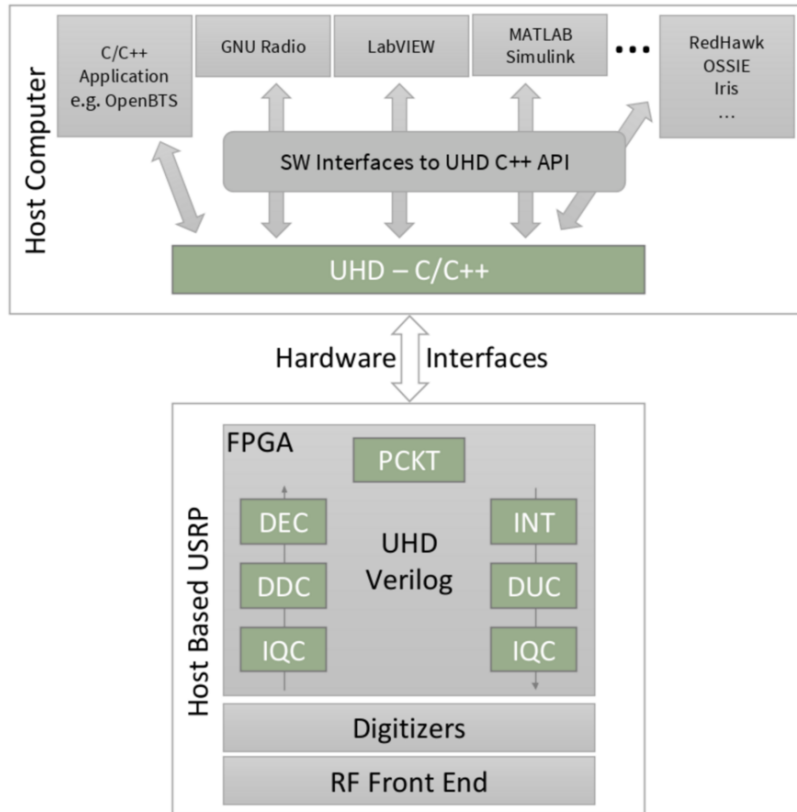 Host Computer
C/C++
Application
e.g. OpenBTS
GNU Radio
LabVIEW
MATLAB
Simulink
...
RedHawk
OSSIE
Iris
...
SW Interfaces to UHD C++ API
UHD – C/C++
Hardware Interfaces
Host Based USRP
FPGA
PCKT
DEC
DDC
IQC
UHD
Verilog
INT
DUC
IQC
Digitizers
RF Front End